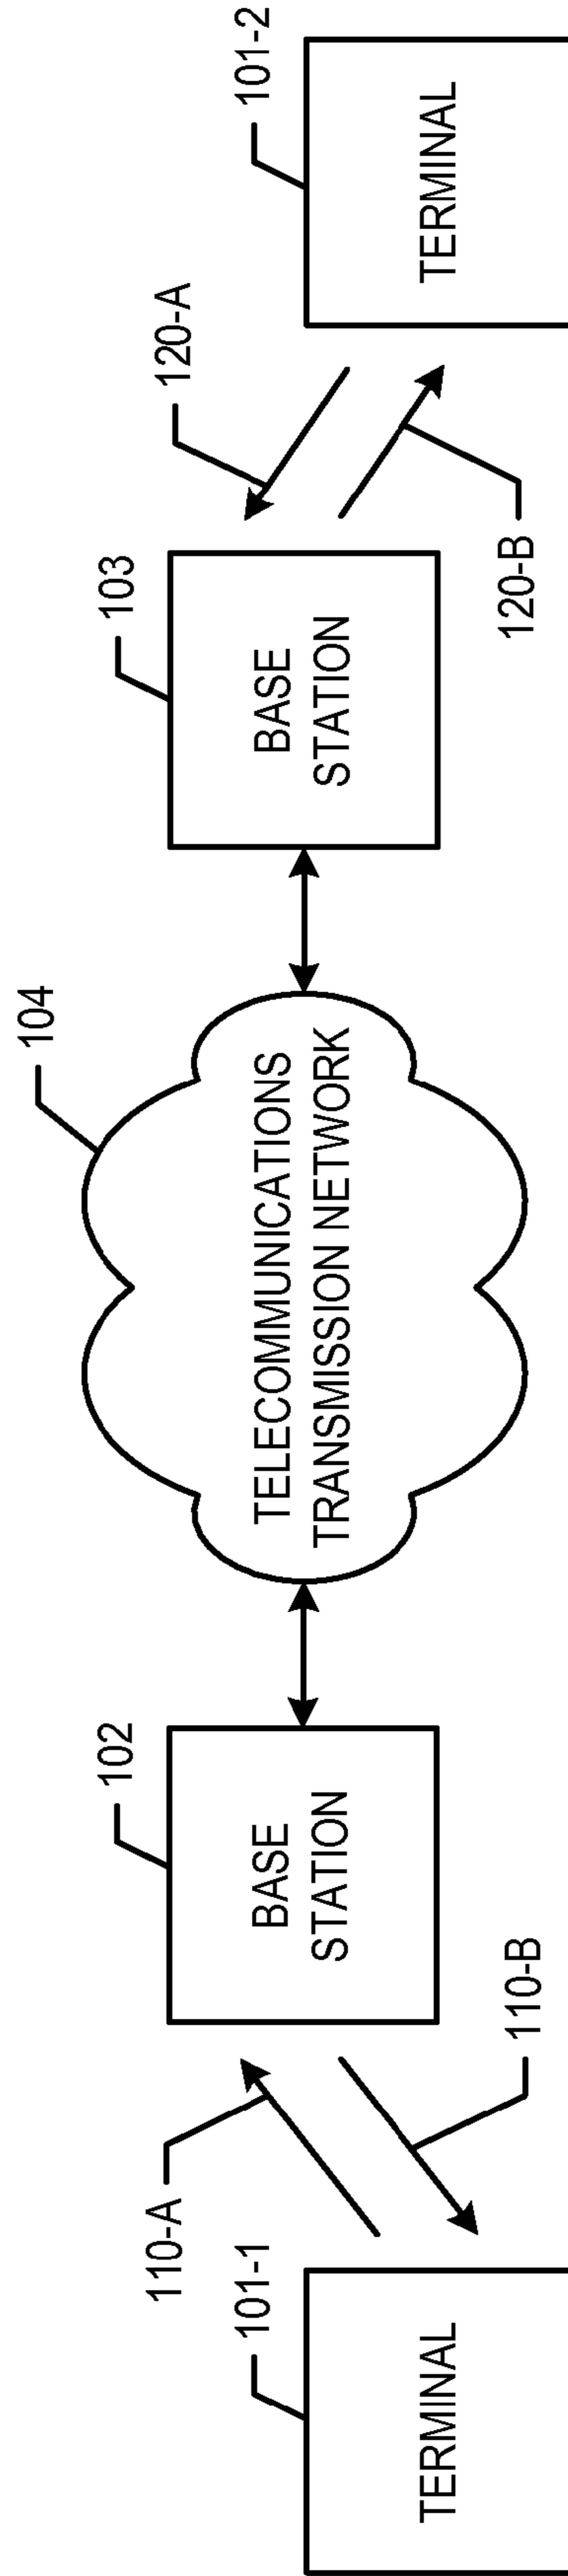 104
102
103
110-A
120-A
101-1
101-2
TELECOMMUNICATIONS
TRANSMISSION NETWORK
BASE
STATION
BASE
STATION
TERMINAL
TERMINAL
110-B
120-B